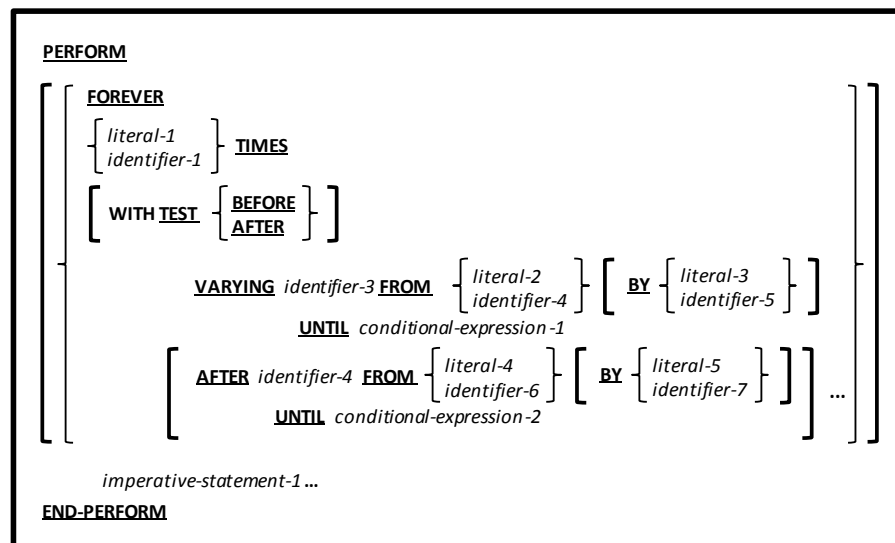 PERFORM
FOREVER
literal-1
identifier-1 TIMES
WITH TEST BEFORE
AFTER
VARYING identifier-3 FROM literal-2 BY literal-3
identifier-4 identifier-5
UNTIL conditional-expression-1
AFTER identifier-4 FROM literal-4 BY literal-5
identifier-6 identifier-7
...
UNTIL conditional-expression-2
imperative-statement-1 ...
END-PERFORM